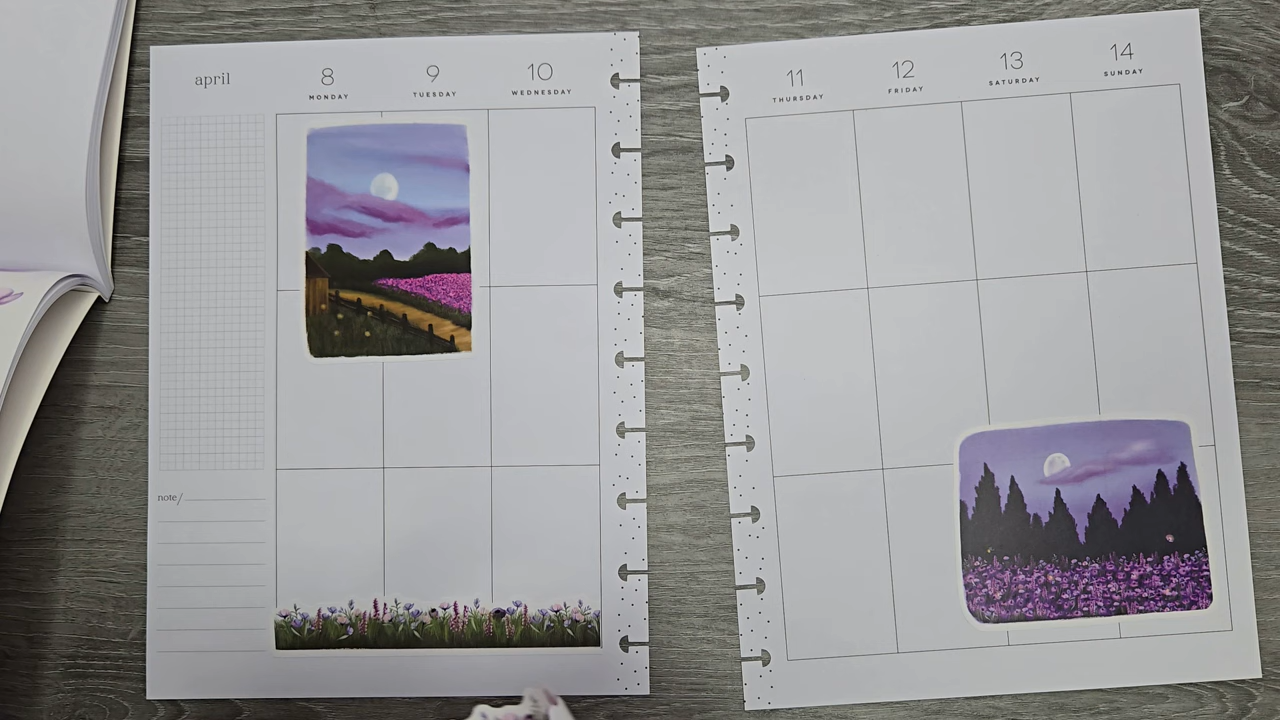 april
8 9 10
MONDAY TUESDAY WEDNESDAY
note/
11 12 13 14
THURSDAY FRIDAY SATURDAY SUNDAY